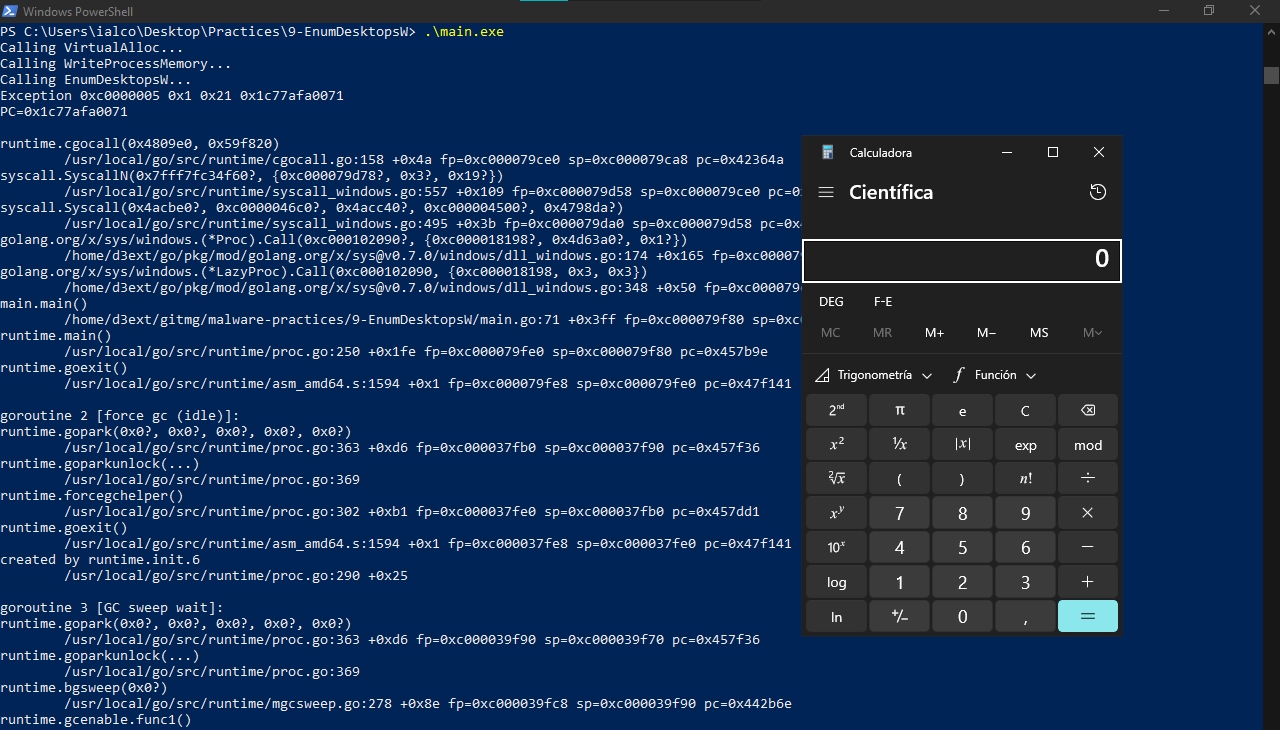 Windows PowerShell
PS C:\Users\ialco\Desktop\Practices\9-EnumDesktopsW> .\main.exe
Calling VirtualAlloc...
Calling WriteProcessMemory...
Calling EnumDesktopsW...
Exception 0xc0000005 0x1 0x21 0x1c77afa0071
PC=0x1c77afa0071
runtime.cgocall(0x4809e0, 0x59f820)
/usr/local/go/src/runtime/cgocall.go:158 +0x4a fp=0xc000079ce0 sp=0xc000079ca8 pc=0x42364a
syscall.SyscallN(0x7fff7fc34f60?, {0xc000079d78?, 0x3?, 0x19?})
/usr/local/go/src/runtime/syscall_windows.go:557 +0x109 fp=0xc000079d58 sp=0xc000079ce0 pc=0x
syscall.Syscall(0x4acbe0?, 0xc0000046c0?, 0x4acc40?, 0xc000004500?, 0x4798da?)
/usr/local/go/src/runtime/syscall_windows.go:495 +0x3b fp=0xc000079da0 sp=0xc000079d58 pc=0x4
golang.org/x/sys/windows.(*Proc).Call(0xc000102090?, {0xc000018198?, 0x4d63a0?, 0x1?})
/home/d3ext/go/pkg/mod/golang.org/x/sys@v0.7.0/windows/dll_windows.go:174 +0x165 fp=0xc00007
golang.org/x/sys/windows.(*LazyProc).Call(0xc000102090, {0xc000018198, 0x3, 0x3})
/home/d3ext/go/pkg/mod/golang.org/x/sys@v0.7.0/windows/dll_windows.go:348 +0x50 fp=0xc000079
main.main()
/home/d3ext/gitmg/malware-practices/9-EnumDesktopsW/main.go:71 +0x3ff fp=0xc000079f80 sp=0xc0
runtime.main()
/usr/local/go/src/runtime/proc.go:250 +0x1fe fp=0xc000079fe0 sp=0xc000079f80 pc=0x457b9e
runtime.goexit()
/usr/local/go/src/runtime/asm_amd64.s:1594 +0x1 fp=0xc000079fe8 sp=0xc000079fe0 pc=0x47f141
goroutine 2 [force gc (idle)]:
runtime.gopark(0x0?, 0x0?, 0x0?, 0x0?, 0x0?)
/usr/local/go/src/runtime/proc.go:363 +0xd6 fp=0xc000037fb0 sp=0xc000037f90 pc=0x457f36
runtime.goparkunlock(...)
/usr/local/go/src/runtime/proc.go:369
runtime.forcegchelper()
/usr/local/go/src/runtime/proc.go:302 +0xb1 fp=0xc000037fe0 sp=0xc000037fb0 pc=0x457dd1
runtime.goexit()
/usr/local/go/src/runtime/asm_amd64.s:1594 +0x1 fp=0xc000037fe8 sp=0xc000037fe0 pc=0x47f141
created by runtime.init.6
/usr/local/go/src/runtime/proc.go:290 +0x25
goroutine 3 [GC sweep wait]:
runtime.gopark(0x0?, 0x0?, 0x0?, 0x0?, 0x0?)
/usr/local/go/src/runtime/proc.go:363 +0xd6 fp=0xc000039f90 sp=0xc000039f70 pc=0x457f36
runtime.goparkunlock(...)
/usr/local/go/src/runtime/proc.go:369
runtime.bgsweep(0x0?)
/usr/local/go/src/runtime/mgcsweep.go:278 +0x8e fp=0xc000039fc8 sp=0xc000039f90 pc=0x442b6e
runtime.gcenable.func1()
Calculadora
Científica
0
DEG F-E
MC MR M+ M− MS M˅
Trigonometría f Función
2ⁿᵈ π e C
x² ¹/x |x| exp mod
²√x ( ) n! ÷
xʸ 7 8 9 ×
10ˣ 4 5 6 −
log 1 2 3 +
ln +/− 0 , =